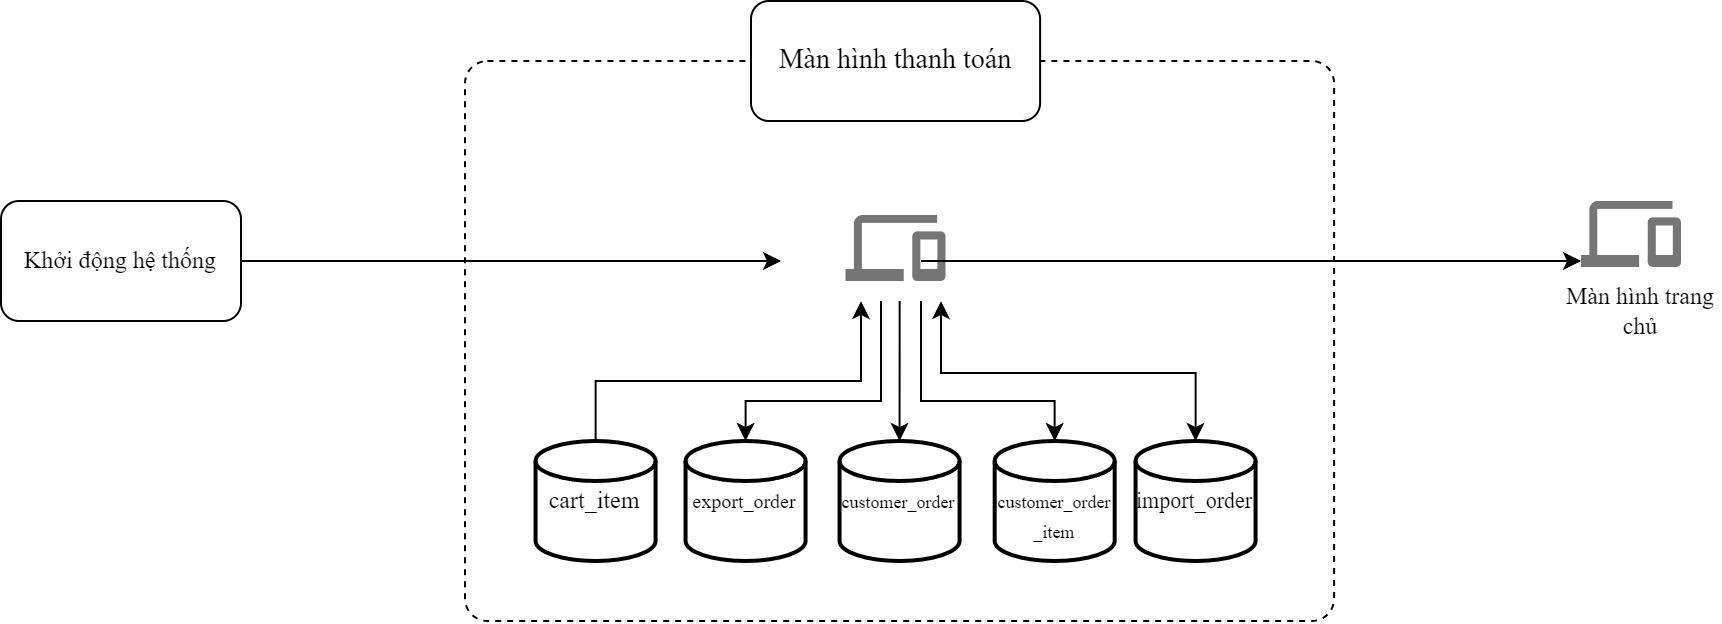 Màn hình thanh toán
Khởi động hệ thống
Màn hình trang
chủ
cart_item
export_order
customer_order
customer_order
_item
import_order